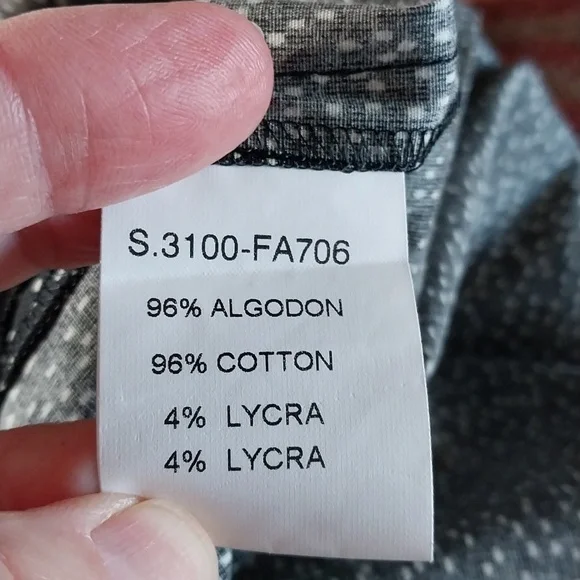 S.3100-FA706
96% ALGODON
96% COTTON
4% LYCRA
4% LYCRA